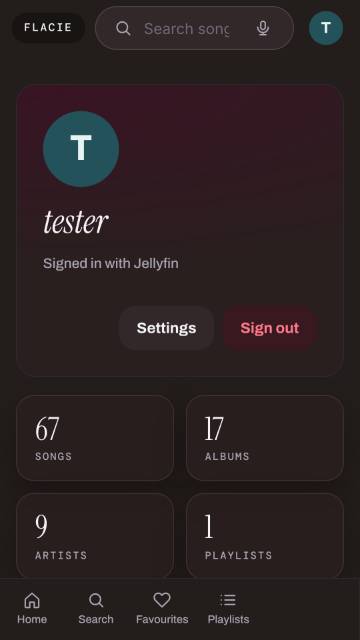 FLACIE
Search song
T
T
tester
Signed in with Jellyfin
Settings
Sign out
67
SONGS
17
ALBUMS
9
ARTISTS
1
PLAYLISTS
Home
Search
Favourites
Playlists